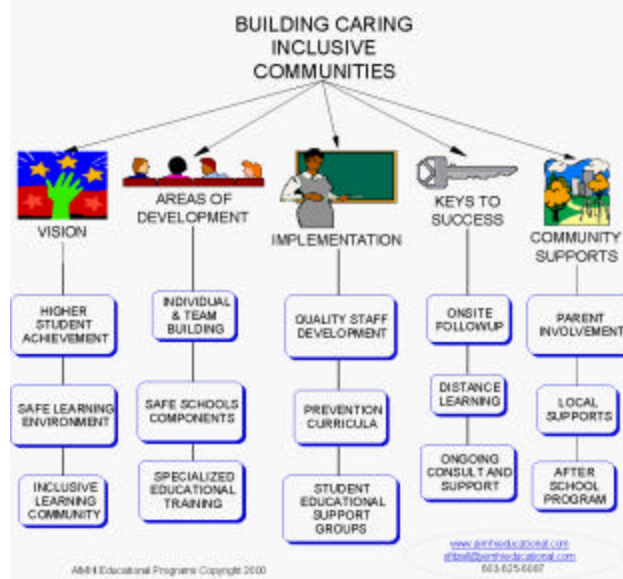 BUILDING CARING
INCLUSIVE
COMMUNITIES
VISION
AREAS OF
DEVELOPMENT
IMPLEMENTATION
KEYS TO
SUCCESS
COMMUNITY
SUPPORTS
HIGHER
STUDENT
ACHIEVEMENT
SAFE LEARNING
ENVIRONMENT
INCLUSIVE
LEARNING
COMMUNITY
INDIVIDUAL
& TEAM
BUILDING
SAFE SCHOOLS
COMPONENTS
SPECIALIZED
EDUCATIONAL
TRAINING
QUALITY STAFF
DEVELOPMENT
PREVENTION
CURRICULA
STUDENT
EDUCATIONAL
SUPPORT
GROUPS
ONSITE
FOLLOWUP
DISTANCE
LEARNING
ONGOING
CONSULT AND
SUPPORT
PARENT
INVOLVEMENT
LOCAL
SUPPORTS
AFTER
SCHOOL
PROGRAM
Educational Programs Copyright 2000